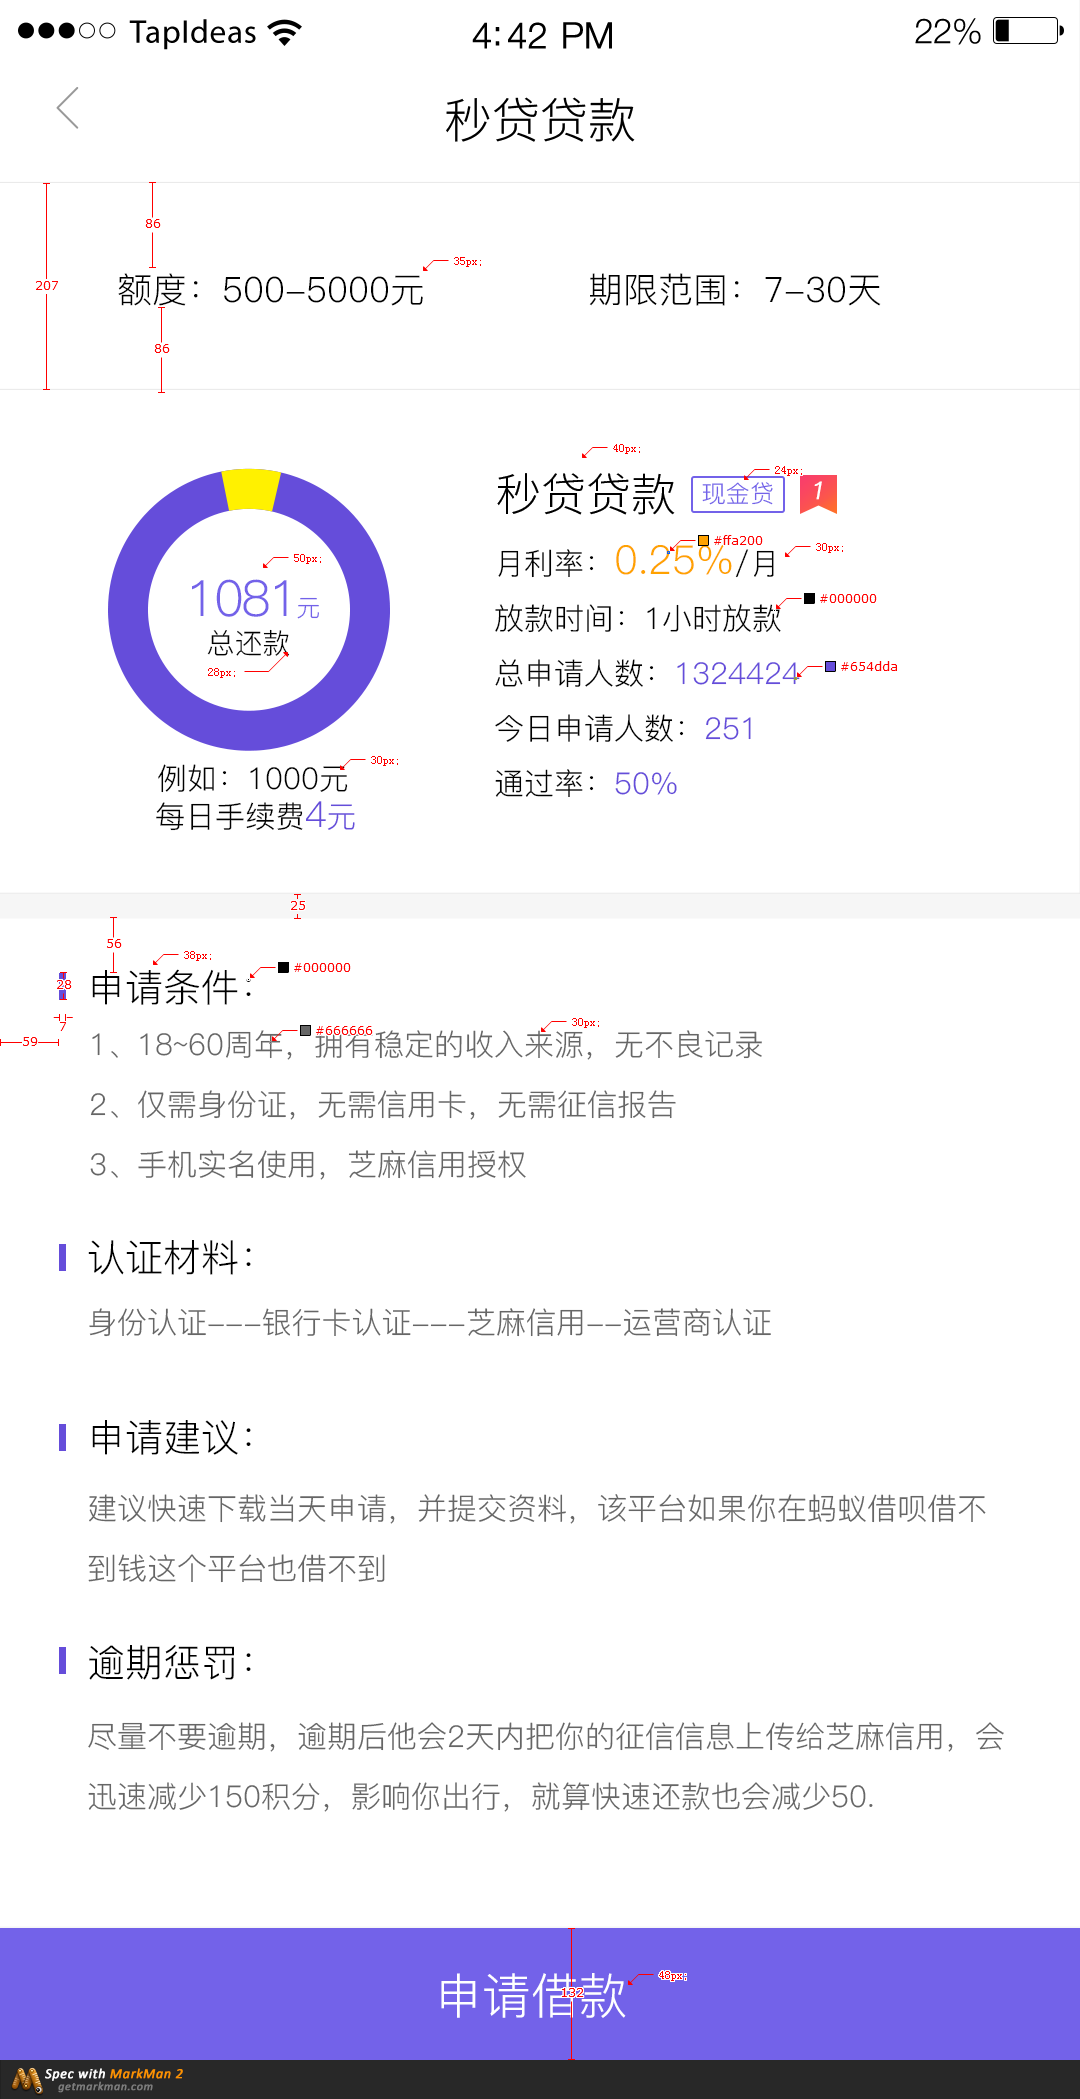 TapIdeas 4:42 PM 22%
秒贷贷款
86
207
额度：500-5000元 35px;
期限范围：7-30天
86
40px;
秒贷贷款 现金贷 24px; 1
月利率：0.25%/月 #ffa200 30px;
放款时间：1小时放款 #000000
总申请人数：1324424 #654dda
今日申请人数：251
通过率：50%
50px;
1081元
总还款
28px;
例如：1000元 30px;
每日手续费4元
25
56
38px;
#000000
28 申请条件：
7
59
#666666 30px;
1、18~60周年，拥有稳定的收入来源，无不良记录
2、仅需身份证，无需信用卡，无需征信报告
3、手机实名使用，芝麻信用授权
认证材料：
身份认证---银行卡认证---芝麻信用--运营商认证
申请建议：
建议快速下载当天申请，并提交资料，该平台如果你在蚂蚁借呗借不
到钱这个平台也借不到
逾期惩罚：
尽量不要逾期，逾期后他会2天内把你的征信信息上传给芝麻信用，会
迅速减少150积分，影响你出行，就算快速还款也会减少50.
申请借款 48px;
132
Spec with MarkMan 2
getmarkman.com